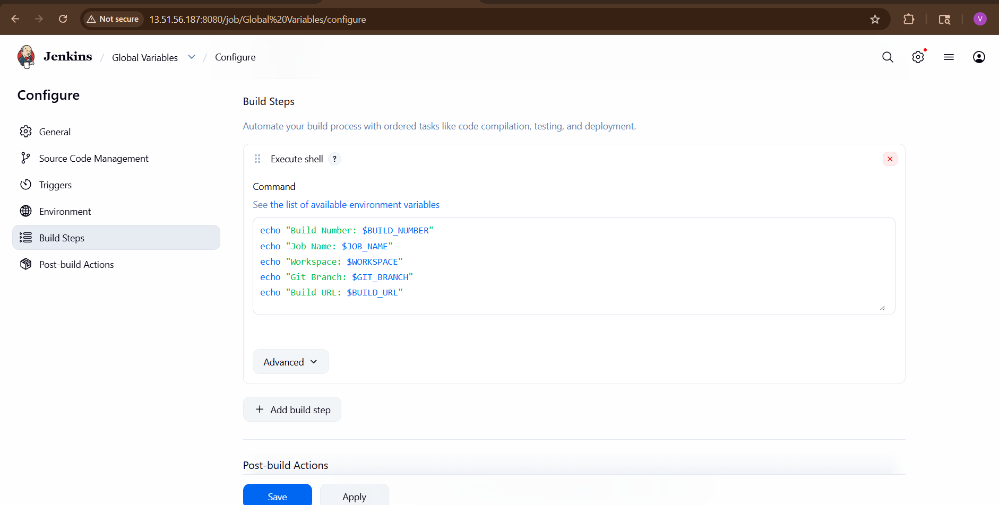 Not secure
13.51.56.187:8080/job/Global%20Variables/configure
V
Jenkins / Global Variables / Configure
Configure
General
Source Code Management
Triggers
Environment
Build Steps
Post-build Actions
Build Steps
Automate your build process with ordered tasks like code compilation, testing, and deployment.
Execute shell ?
Command
See the list of available environment variables
echo "Build Number: $BUILD_NUMBER"
echo "Job Name: $JOB_NAME"
echo "Workspace: $WORKSPACE"
echo "Git Branch: $GIT_BRANCH"
echo "Build URL: $BUILD_URL"
Advanced
+ Add build step
Post-build Actions
Save
Apply